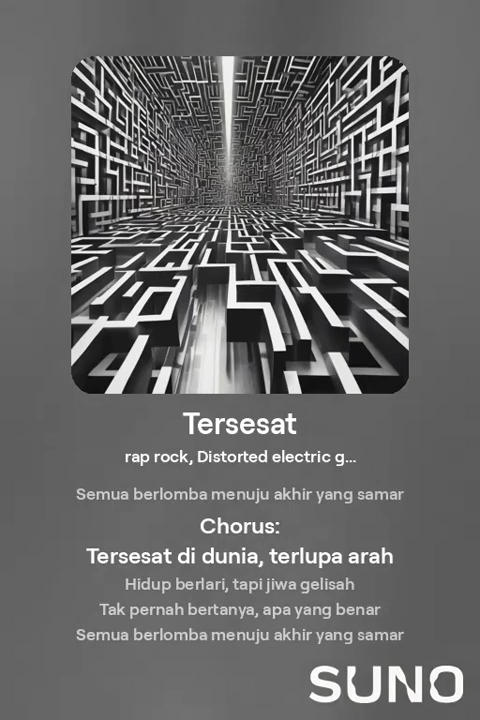 Tersesat
rap rock, Distorted electric g...
Semua berlomba menuju akhir yang samar
Chorus:
Tersesat di dunia, terlupa arah
Hidup berlari, tapi jiwa gelisah
Tak pernah bertanya, apa yang benar
Semua berlomba menuju akhir yang samar
SUNO